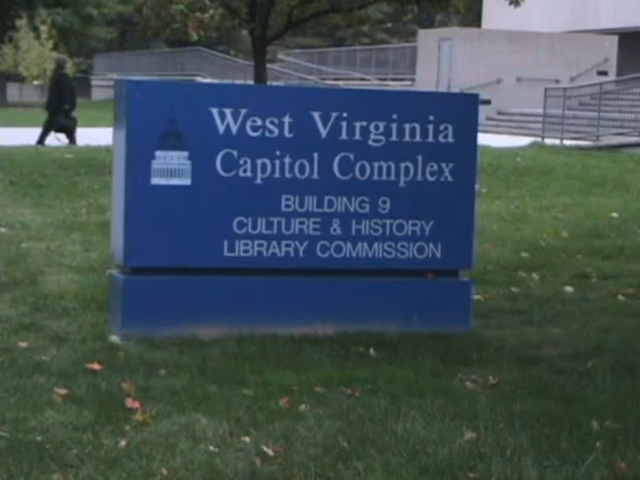 West Virginia
Capitol Complex
BUILDING 9
CULTURE & HISTORY
LIBRARY COMMISSION